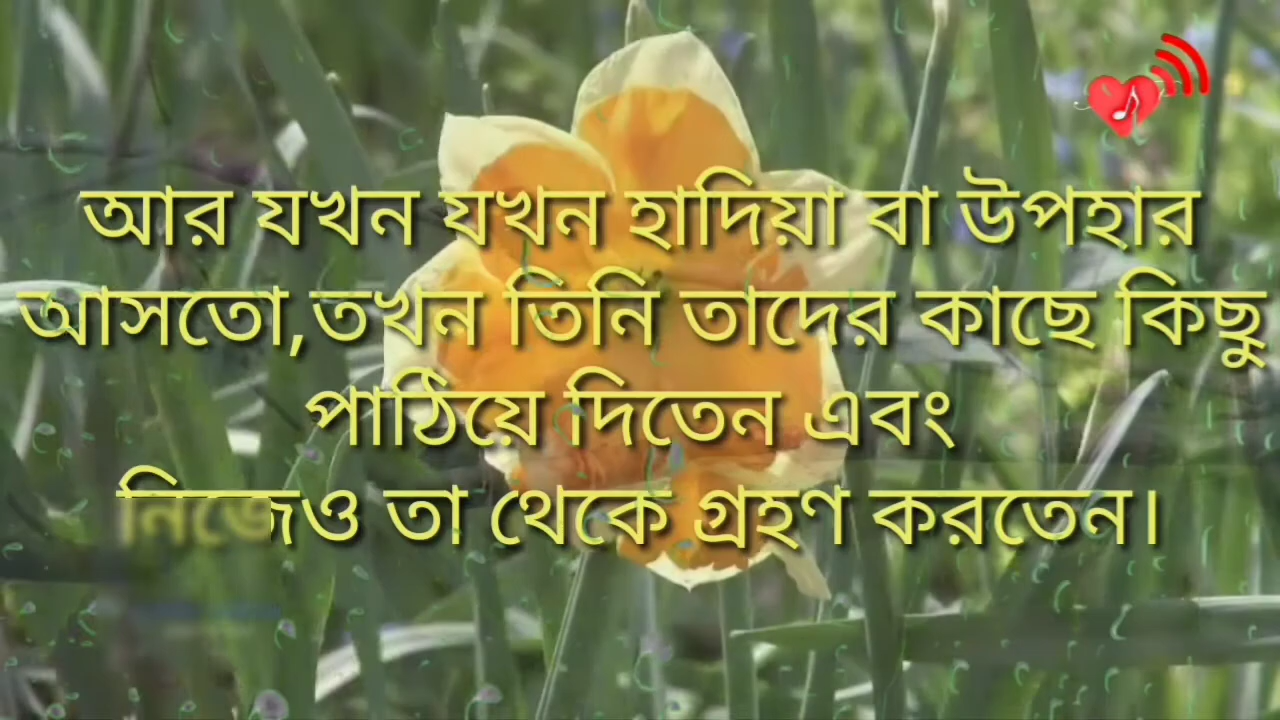 আর যখন যখন হাদিয়া বা উপহার
আসতো,তখন তিনি তাদের কাছে কিছু
পাঠিয়ে দিতেন এবং
নিজেও তা থেকে গ্রহণ করতেন।